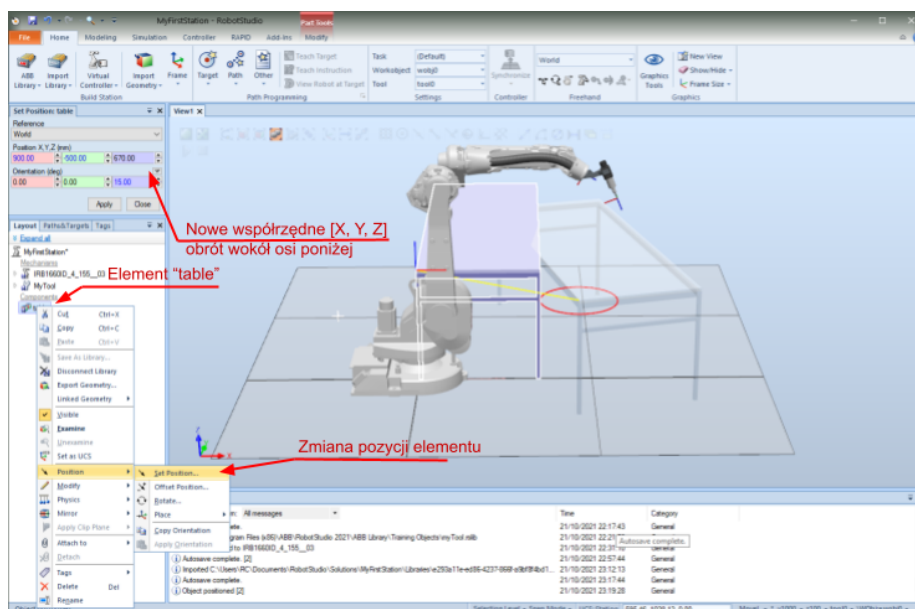 MyFirstStation - RobotStudio
Part Tools
File Home Modeling Simulation Controller RAPID Add-Ins Modify
ABB Library
Import Library
Virtual Controller
Import Geometry
Frame
Target
Path
Other
Teach Target
Teach Instruction
View Robot at Target
Task (Default)
Workobject wobj0
Tool tool0
Synchronize
World
Graphics Tools
New View
Show/Hide
Frame Size
Build Station
Path Programming
Settings
Controller
Freehand
Graphics
Set Position: table
View1
Reference
World
Position X,Y,Z (mm)
900.00 -500.00 670.00
Orientation (deg)
0.00 0.00 15.00
Apply Close
Nowe współrzędne [X, Y, Z]
obrót wokół osi poniżej
Layout Paths&Targets Tags
Expand all
MyFirstStation*
Mechanisms
IRB1660ID_4_155__03
MyTool
Components
Element “table”
Cut Ctrl+X
Copy Ctrl+C
Paste Ctrl+V
Save As Library...
Disconnect Library
Export Geometry...
Linked Geometry
Visible
Examine
Unexamine
Set as UCS
Position
Modify
Physics
Mirror
Apply Clip Plane
Attach to
Detach
Tags
Delete Del
Rename
Zmiana pozycji elementu
Set Position...
Offset Position...
Rotate...
Place
Copy Orientation
Apply Orientation
X
All messages
Time Category
21/10/2021 22:17:43 General
General
General
Autosave complete.
Autosave complete. [2] 21/10/2021 22:57:44 General
21/10/2021 23:12:13 General
Autosave complete. 21/10/2021 23:17:44 General
Object positioned [2] 21/10/2021 23:19:28 General